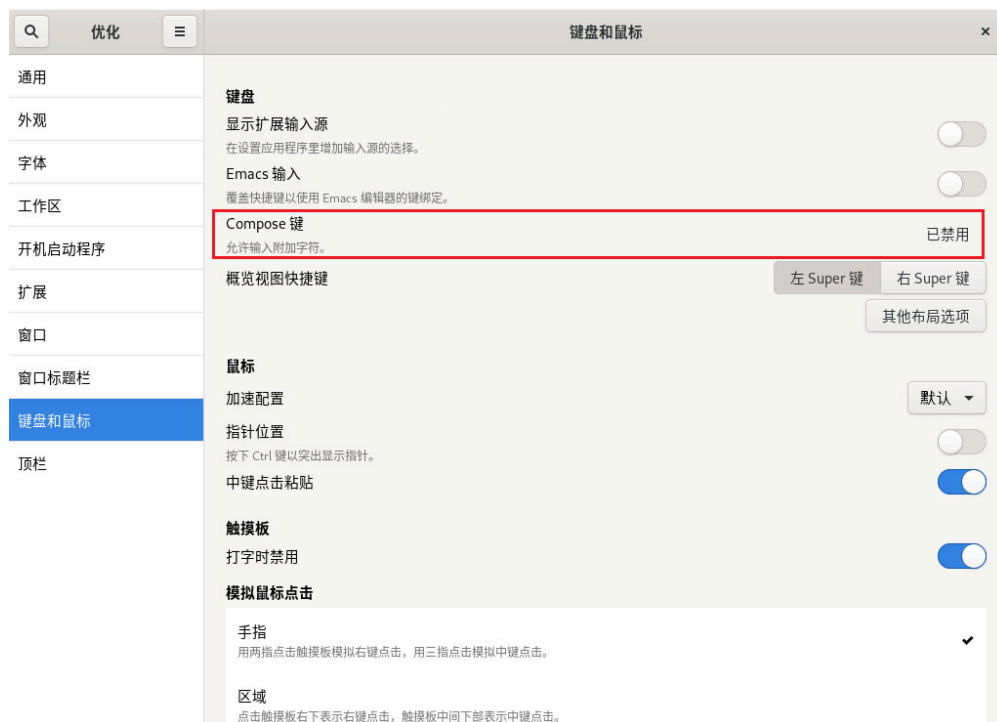 优化
键盘和鼠标
通用
外观
字体
工作区
开机启动程序
扩展
窗口
窗口标题栏
键盘和鼠标
顶栏
键盘
显示扩展输入源
在设置应用程序里增加输入源的选择。
Emacs 输入
覆盖快捷键以使用 Emacs 编辑器的键绑定。
Compose 键
已禁用
允许输入附加字符。
概览视图快捷键
左 Super 键
右 Super 键
其他布局选项
鼠标
加速配置
默认
指针位置
按下 Ctrl 键以突出显示指针。
中键点击粘贴
触摸板
打字时禁用
模拟鼠标点击
手指
用两指点击触摸板模拟右键点击，用三指点击模拟中键点击。
区域
点击触摸板右下表示右键点击，触摸板中间下部表示中键点击。